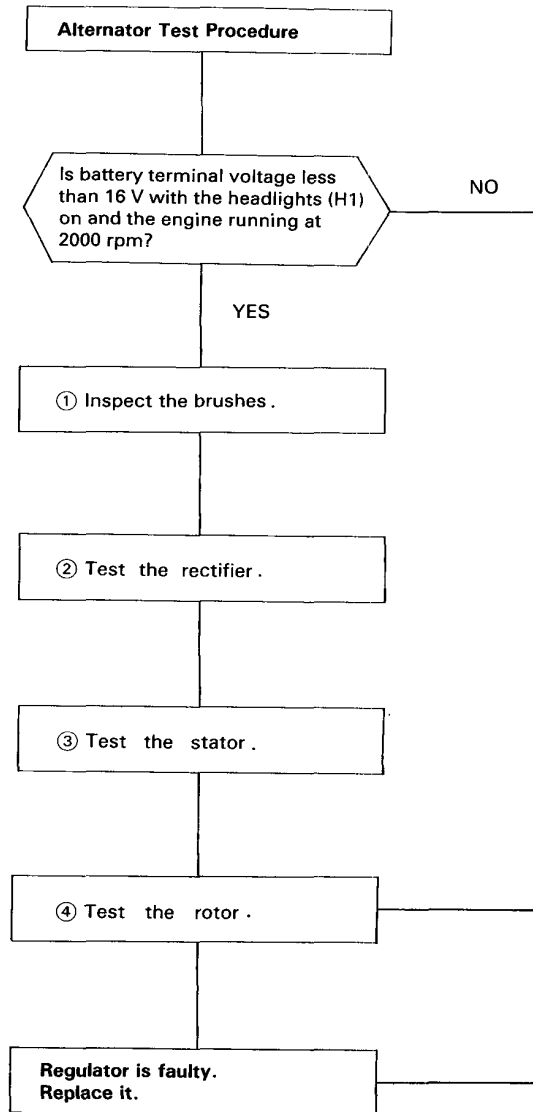 Alternator Test Procedure
Is battery terminal voltage less
than 16 V with the headlights (H1)
on and the engine running at
2000 rpm?
NO
YES
① Inspect the brushes.
② Test the rectifier.
③ Test the stator.
④ Test the rotor.
Regulator is faulty.
Replace it.